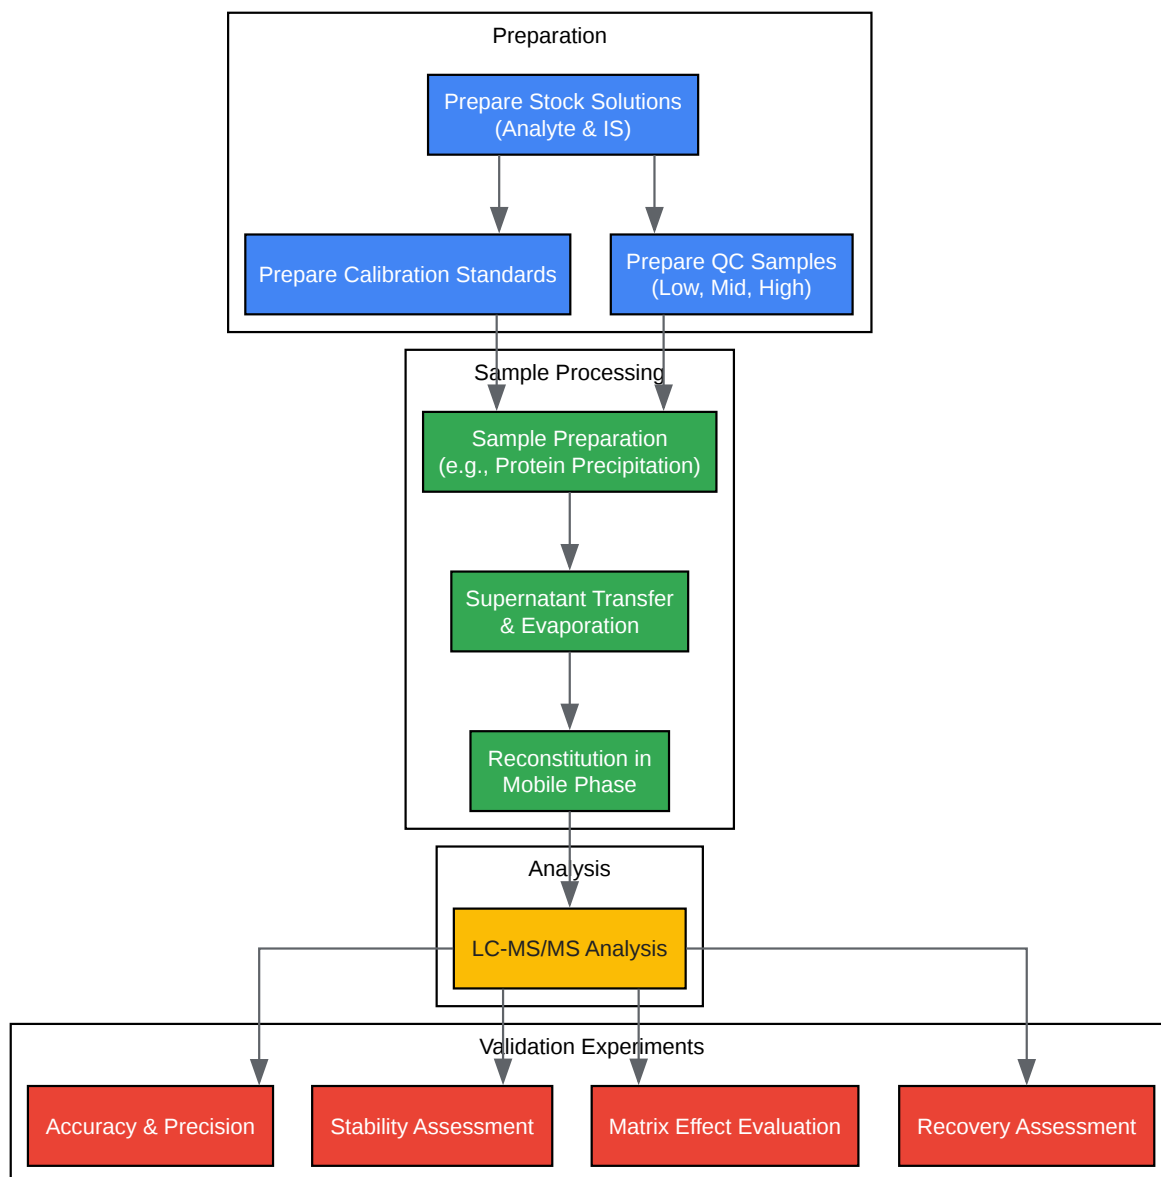 Preparation
Prepare Stock Solutions
(Analyte & IS)
Prepare Calibration Standards
Prepare QC Samples
(Low, Mid, High)
Sample Processing
Sample Preparation
(e.g., Protein Precipitation)
Supernatant Transfer
& Evaporation
Reconstitution in
Mobile Phase
Analysis
LC-MS/MS Analysis
Validation Experiments
Accuracy & Precision
Stability Assessment
Matrix Effect Evaluation
Recovery Assessment